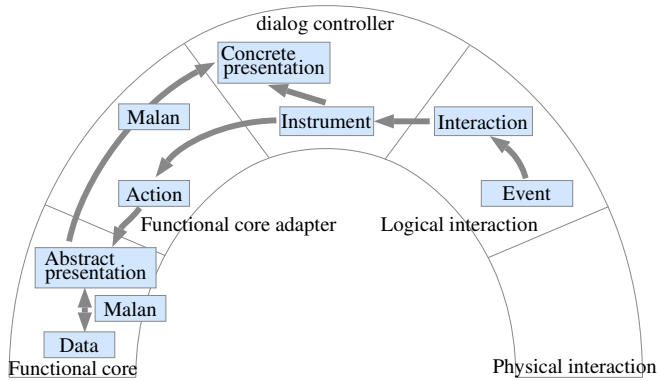 dialog controller
Concrete
presentation
Malan
Instrument
Interaction
Action
Event
Functional core adapter
Logical interaction
Abstract
presentation
Malan
Data
Functional core
Physical interaction